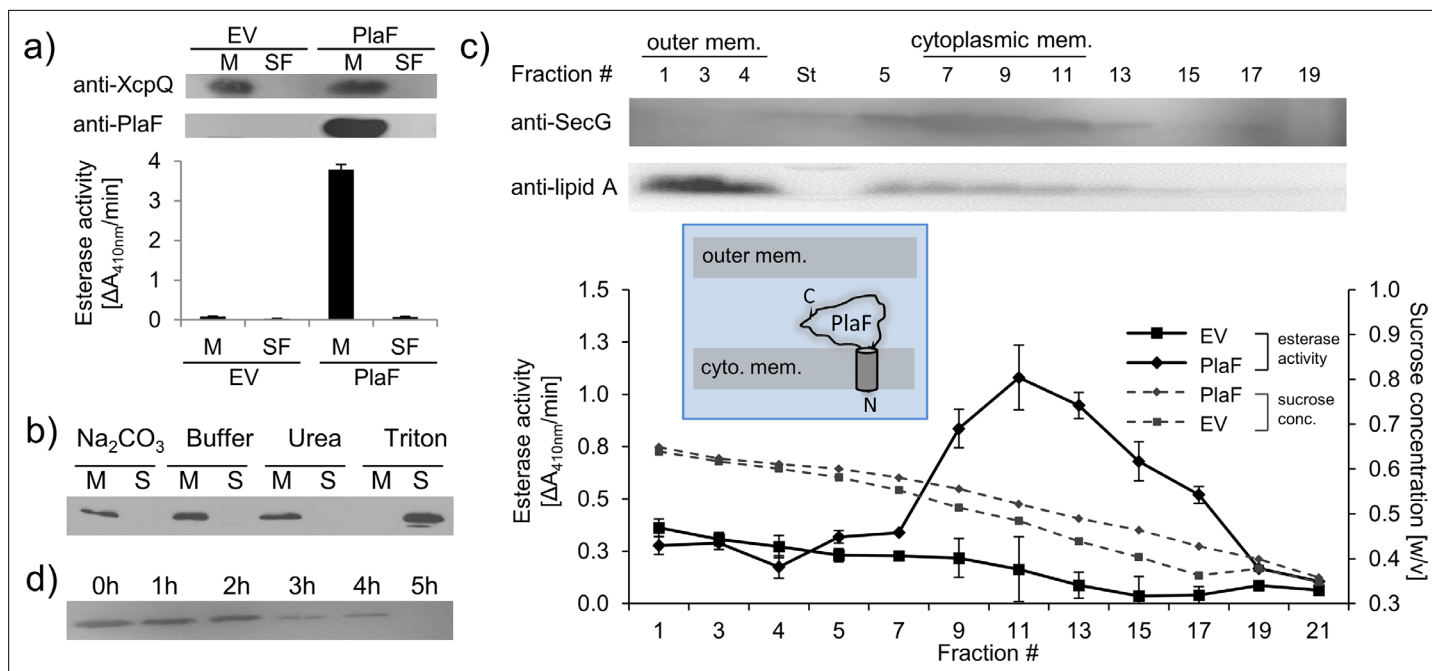 a)
EV PlaF
M SF M SF
anti-XcpQ
anti-PlaF
Esterase activity
[ΔA410nm/min]
4
3
2
1
0
M SF M SF
EV PlaF
b)
Na2CO3 Buffer Urea Triton
M S M S M S M S
d)
0h 1h 2h 3h 4h 5h
c)
outer mem. cytoplasmic mem.
Fraction # 1 3 4 St 5 7 9 11 13 15 17 19
anti-SecG
anti-lipid A
outer mem.
C
PlaF
cyto. mem.
N
Esterase activity
[ΔA410nm/min]
1.5
1.3
1.0
0.8
0.5
0.3
0.0
EV
PlaF
esterase
activity
PlaF
EV
sucrose
conc.
1.0
0.9
0.8
0.7
0.6
0.5
0.4
0.3
Sucrose concentration [w/v]
1 3 4 5 7 9 11 13 15 17 19 21
Fraction #